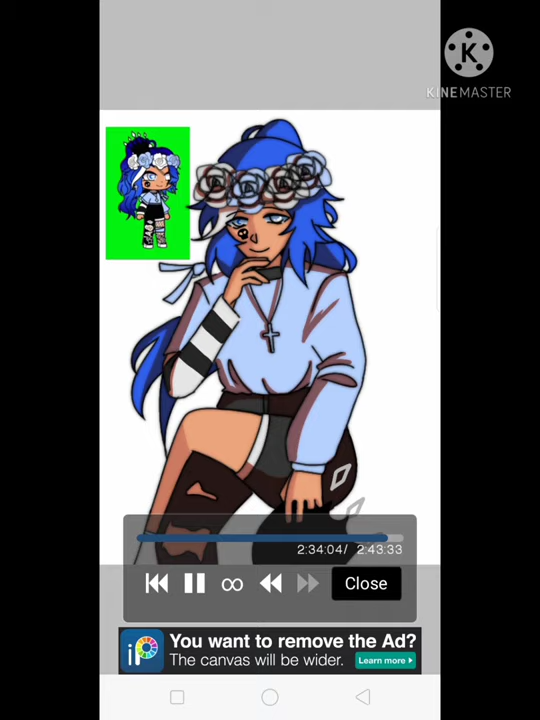 K
KINEMASTER
2:34:04/ 2:43:33
Close
iP
You want to remove the Ad?
The canvas will be wider.
Learn more